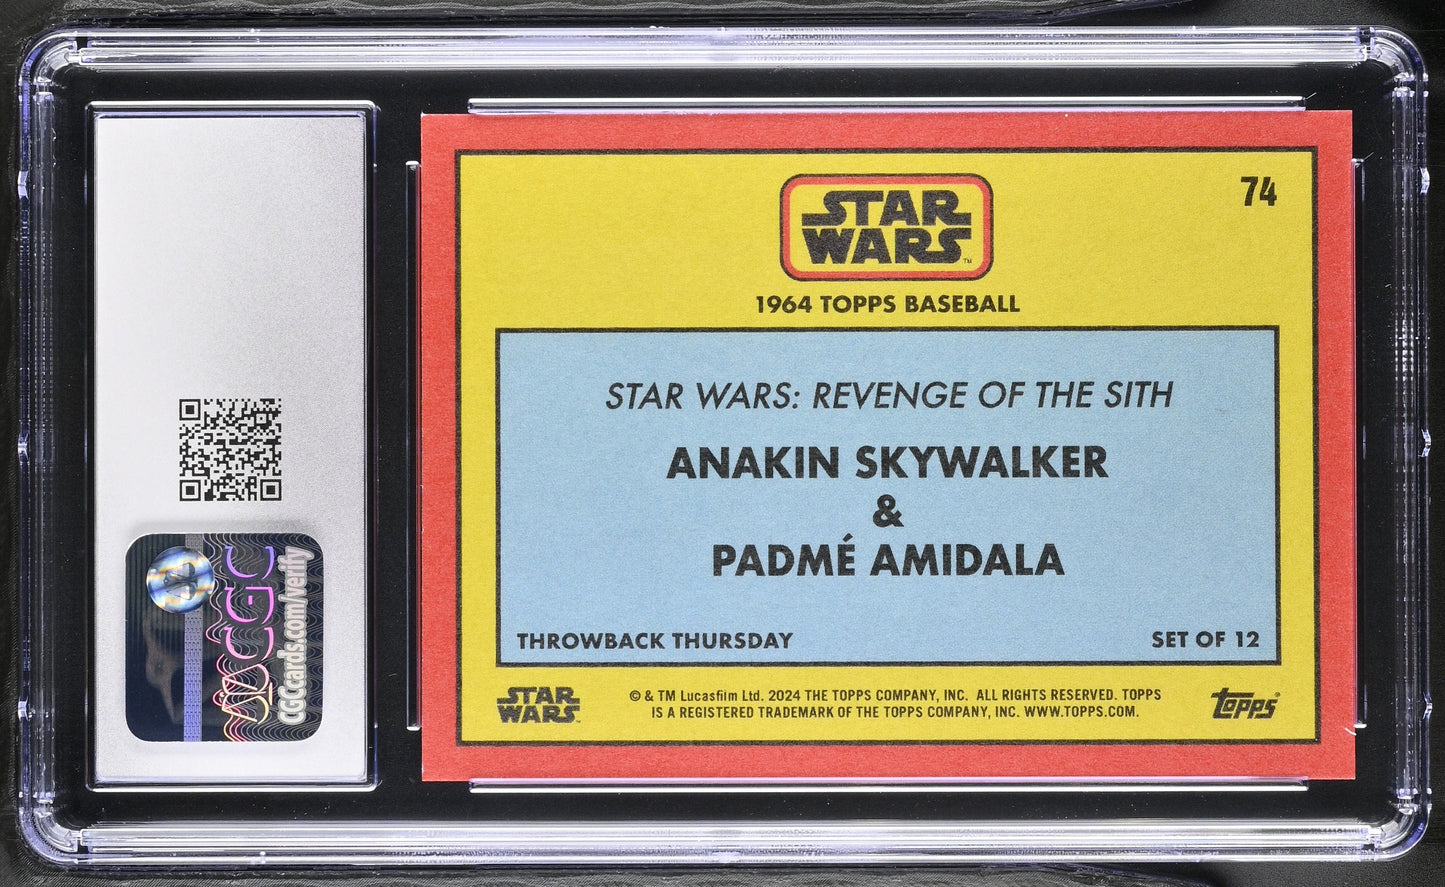 74
STAR
WARS™
1964 TOPPS BASEBALL
STAR WARS: REVENGE OF THE SITH
ANAKIN SKYWALKER
&
PADMÉ AMIDALA
THROWBACK THURSDAY
SET OF 12
STAR
WARS
© & TM Lucasfilm Ltd. 2024 THE TOPPS COMPANY, INC. ALL RIGHTS RESERVED. TOPPS
IS A REGISTERED TRADEMARK OF THE TOPPS COMPANY, INC. WWW.TOPPS.COM.
topps
CGC
CGCcards.com/verify